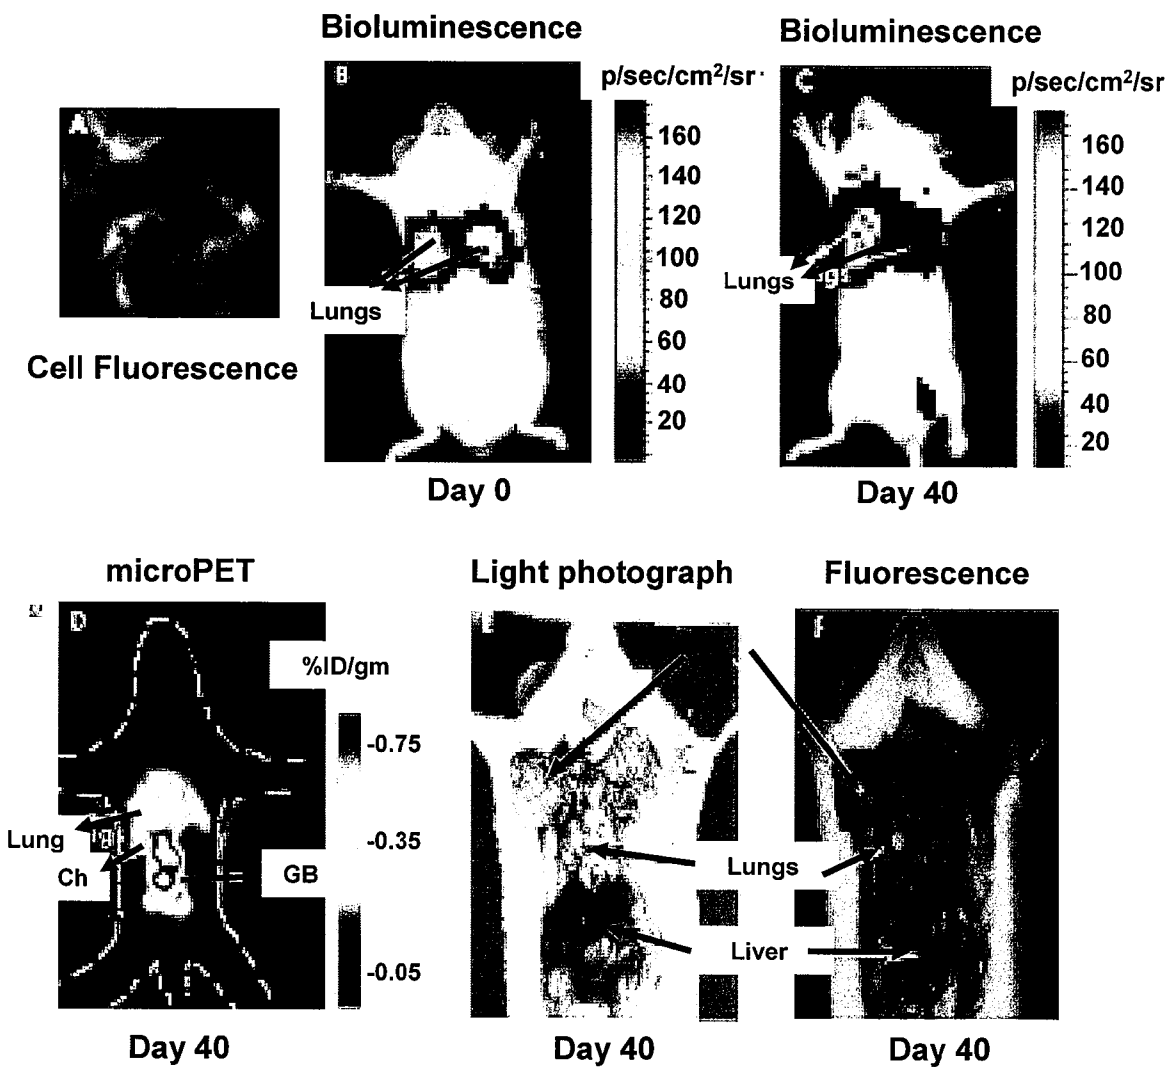 Bioluminescence
Bioluminescence
B
p/sec/cm²/sr
C
p/sec/cm²/sr
A
160
140
120
100
80
60
40
20
160
140
120
100
80
60
40
20
Lungs
Lungs
Cell Fluorescence
Day 0
Day 40
microPET
Light photograph
Fluorescence
D
F
%ID/gm
-0.75
-0.35
-0.05
Lung
Ch
GB
Lungs
Liver
Day 40
Day 40
Day 40